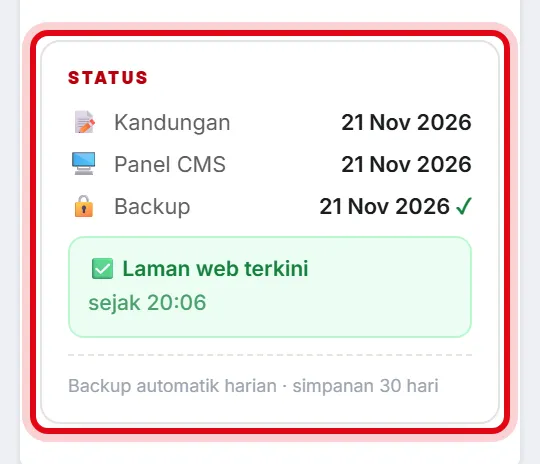 STATUS
Kandungan 21 Nov 2026
Panel CMS 21 Nov 2026
Backup 21 Nov 2026 ✓
✅ Laman web terkini
sejak 20:06
Backup automatik harian · simpanan 30 hari